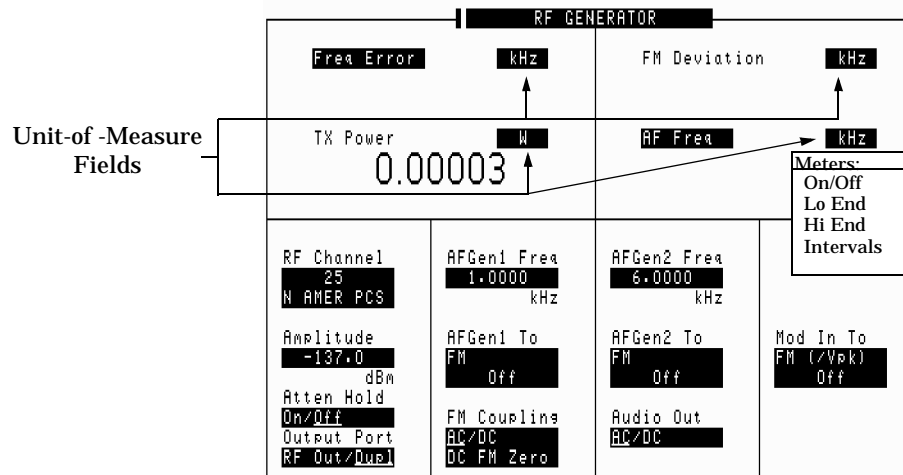 RF GENERATOR
Freq Error kHz FM Deviation kHz
Unit-of -Measure
Fields
TX Power W AF Freq kHz
0.00003
Meters:
On/Off
Lo End
Hi End
Intervals
RF Channel
25
N AMER PCS
Amplitude
-137.0
dBm
Atten Hold
On/Off
Output Port
RF Out/Dupl
AFGen1 Freq
1.0000
kHz
AFGen1 To
FM
Off
FM Coupling
AC/DC
DC FM Zero
AFGen2 Freq
6.0000
kHz
AFGen2 To
FM
Off
Audio Out
AC/DC
Mod In To
FM (/Vpk)
Off